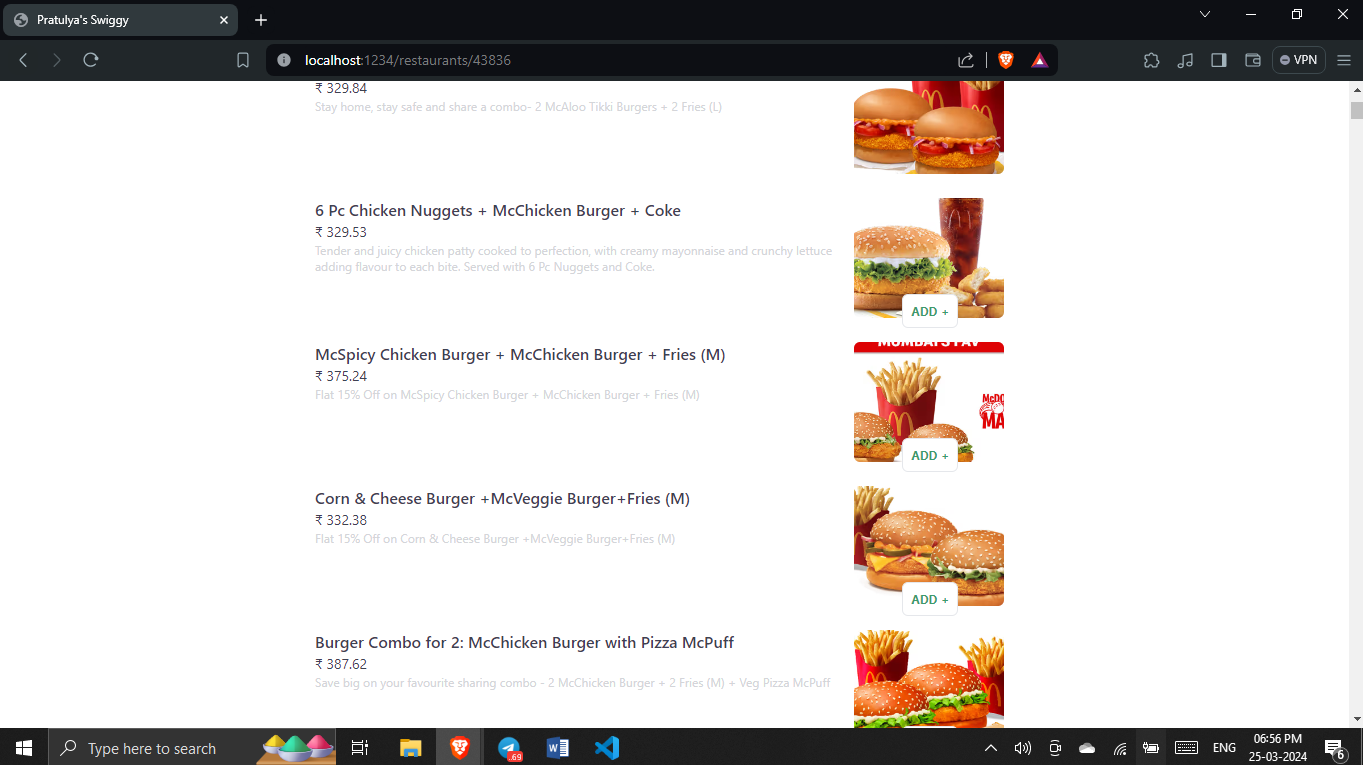 Pratulya's Swiggy
localhost:1234/restaurants/43836
VPN
₹ 329.84
Stay home, stay safe and share a combo- 2 McAloo Tikki Burgers + 2 Fries (L)
6 Pc Chicken Nuggets + McChicken Burger + Coke
₹ 329.53
Tender and juicy chicken patty cooked to perfection, with creamy mayonnaise and crunchy lettuce
adding flavour to each bite. Served with 6 Pc Nuggets and Coke.
ADD +
McSpicy Chicken Burger + McChicken Burger + Fries (M)
₹ 375.24
Flat 15% Off on McSpicy Chicken Burger + McChicken Burger + Fries (M)
MUMBAI'S FAV
McDO
MA
ADD +
Corn & Cheese Burger +McVeggie Burger+Fries (M)
₹ 332.38
Flat 15% Off on Corn & Cheese Burger +McVeggie Burger+Fries (M)
ADD +
Burger Combo for 2: McChicken Burger with Pizza McPuff
₹ 387.62
Save big on your favourite sharing combo - 2 McChicken Burger + 2 Fries (M) + Veg Pizza McPuff
Type here to search
.69
W
ENG
06:56 PM
25-03-2024
6